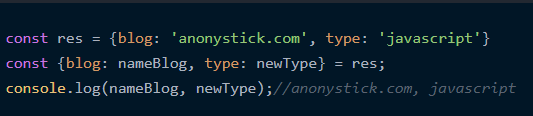 const res = {blog: 'anonystick.com', type: 'javascript'}
const {blog: nameBlog, type: newType} = res;
console.log(nameBlog, newType);//anonystick.com, javascript